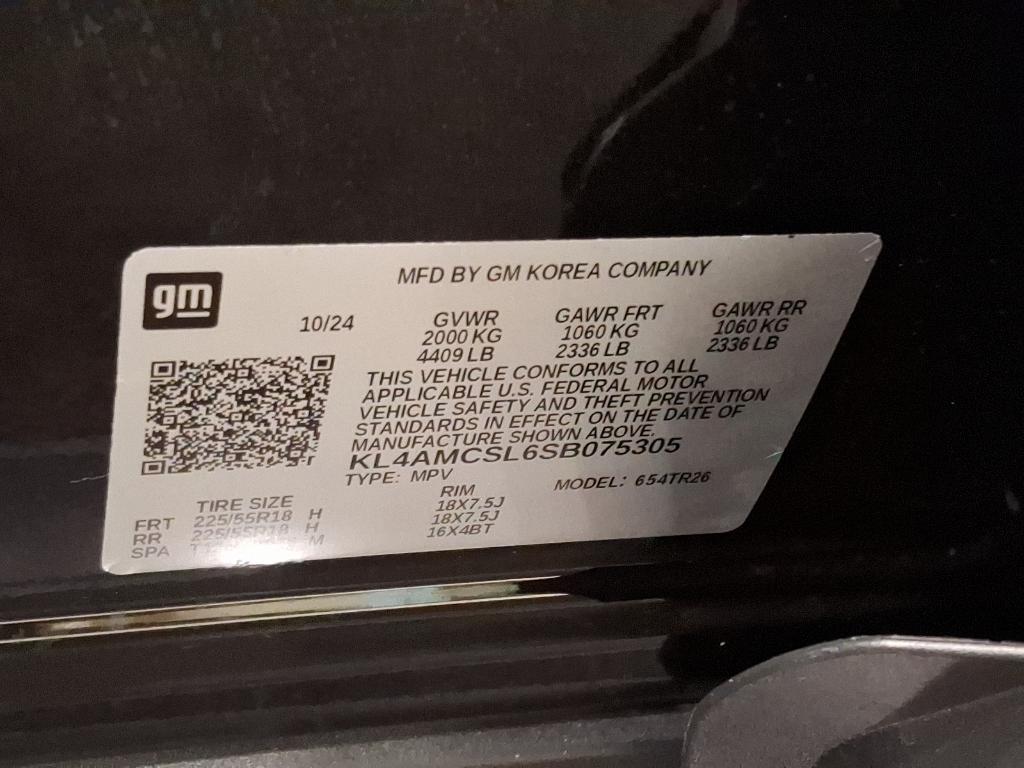 gm
MFD BY GM KOREA COMPANY
10/24
GVWR GAWR FRT GAWR RR
2000 KG 1060 KG 1060 KG
4409 LB 2336 LB 2336 LB
THIS VEHICLE CONFORMS TO ALL
APPLICABLE U.S. FEDERAL MOTOR
VEHICLE SAFETY AND THEFT PREVENTION
STANDARDS IN EFFECT ON THE DATE OF
MANUFACTURE SHOWN ABOVE.
KL4AMCSL6SB075305
TYPE: MPV MODEL: 654TR26
TIRE SIZE RIM
FRT 225/55R18 H 18X7.5J
RR 225/55R18 H 18X7.5J
SPA M 16X4BT